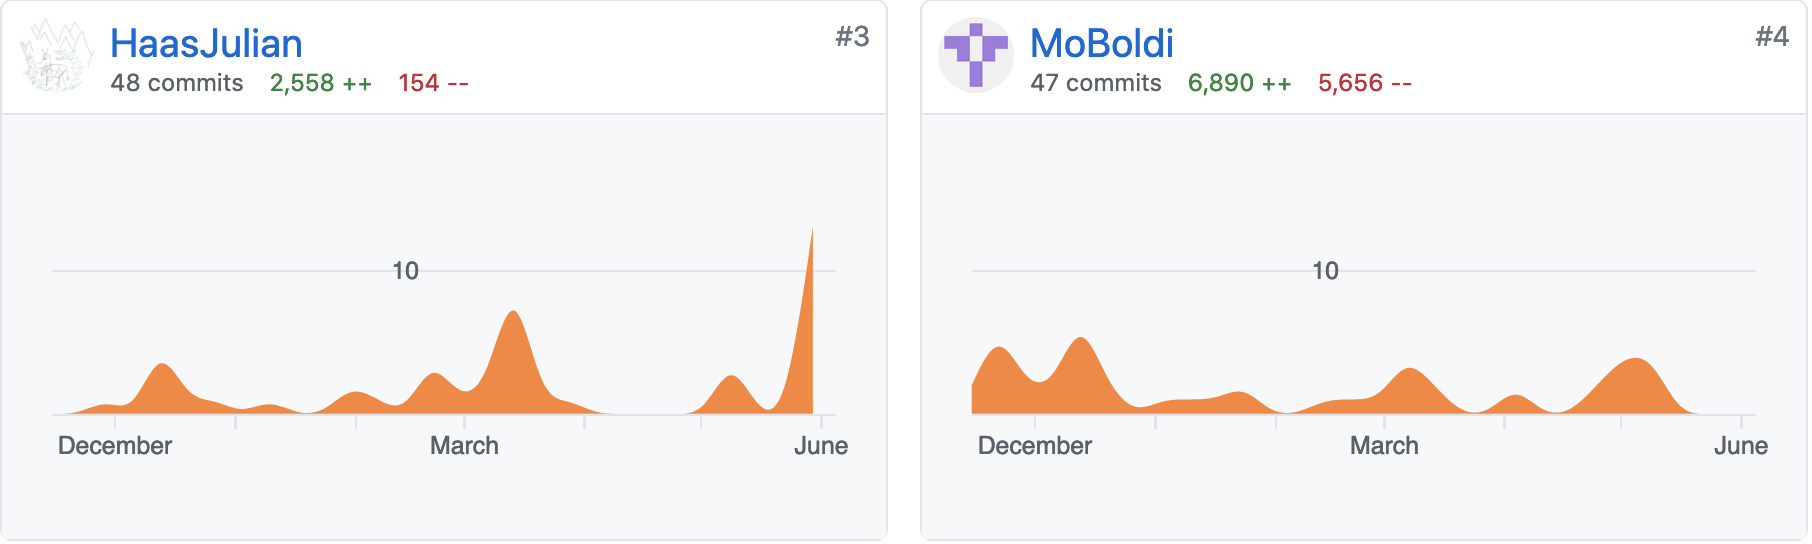 HaasJulian
#3
48 commits 2,558 ++ 154 --
10
December March June
MoBoldi
#4
47 commits 6,890 ++ 5,656 --
10
December March June